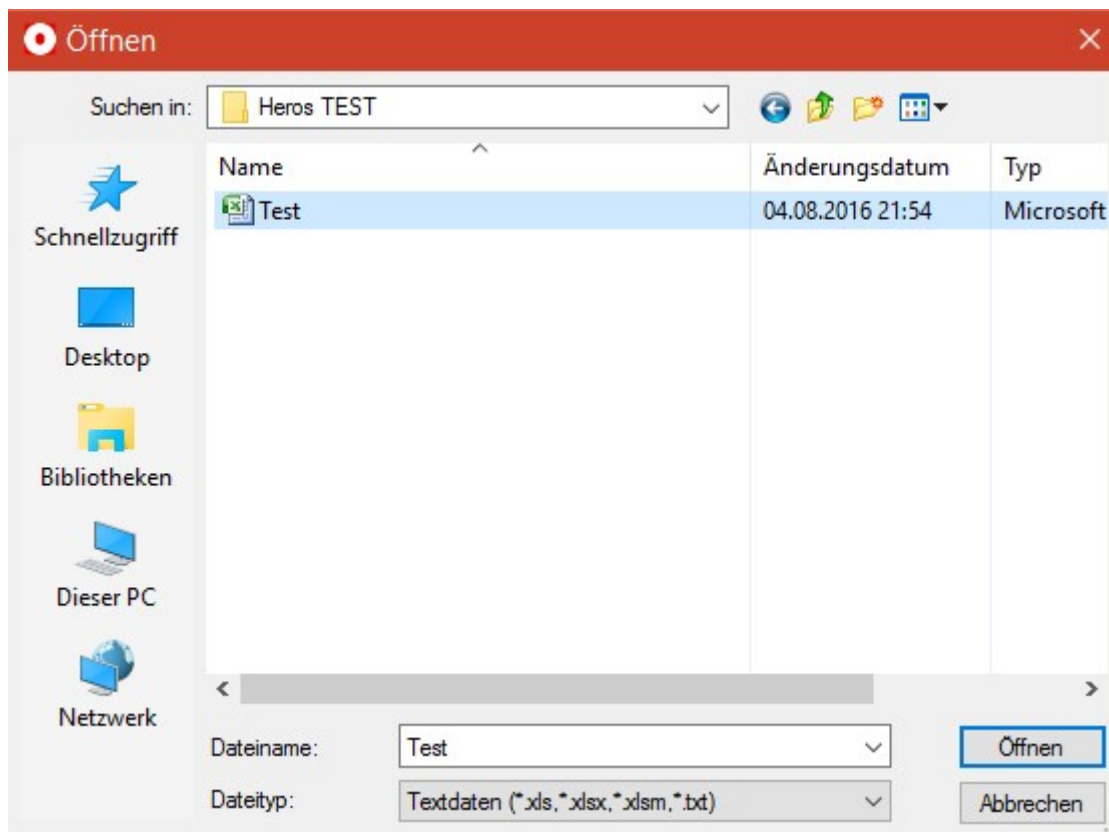 Öffnen
Suchen in: Heros TEST
Name Änderungsdatum Typ
Test 04.08.2016 21:54 Microsoft
Schnellzugriff
Desktop
Bibliotheken
Dieser PC
Netzwerk
Dateiname: Test Öffnen
Dateityp: Textdaten (*.xls,*.xlsx,*.xlsm,*.txt) Abbrechen